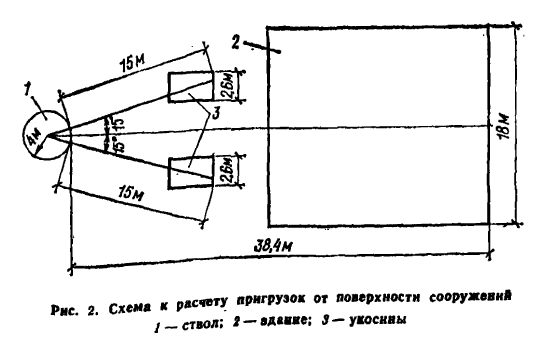 15м
1
2
3
2,6м
4м
15°
15°
18м
2,6м
15м
38,4м
Рис. 2. Схема к расчету пригрузок от поверхности сооружений
1 — ствол; 2 — здание; 3 — укосины